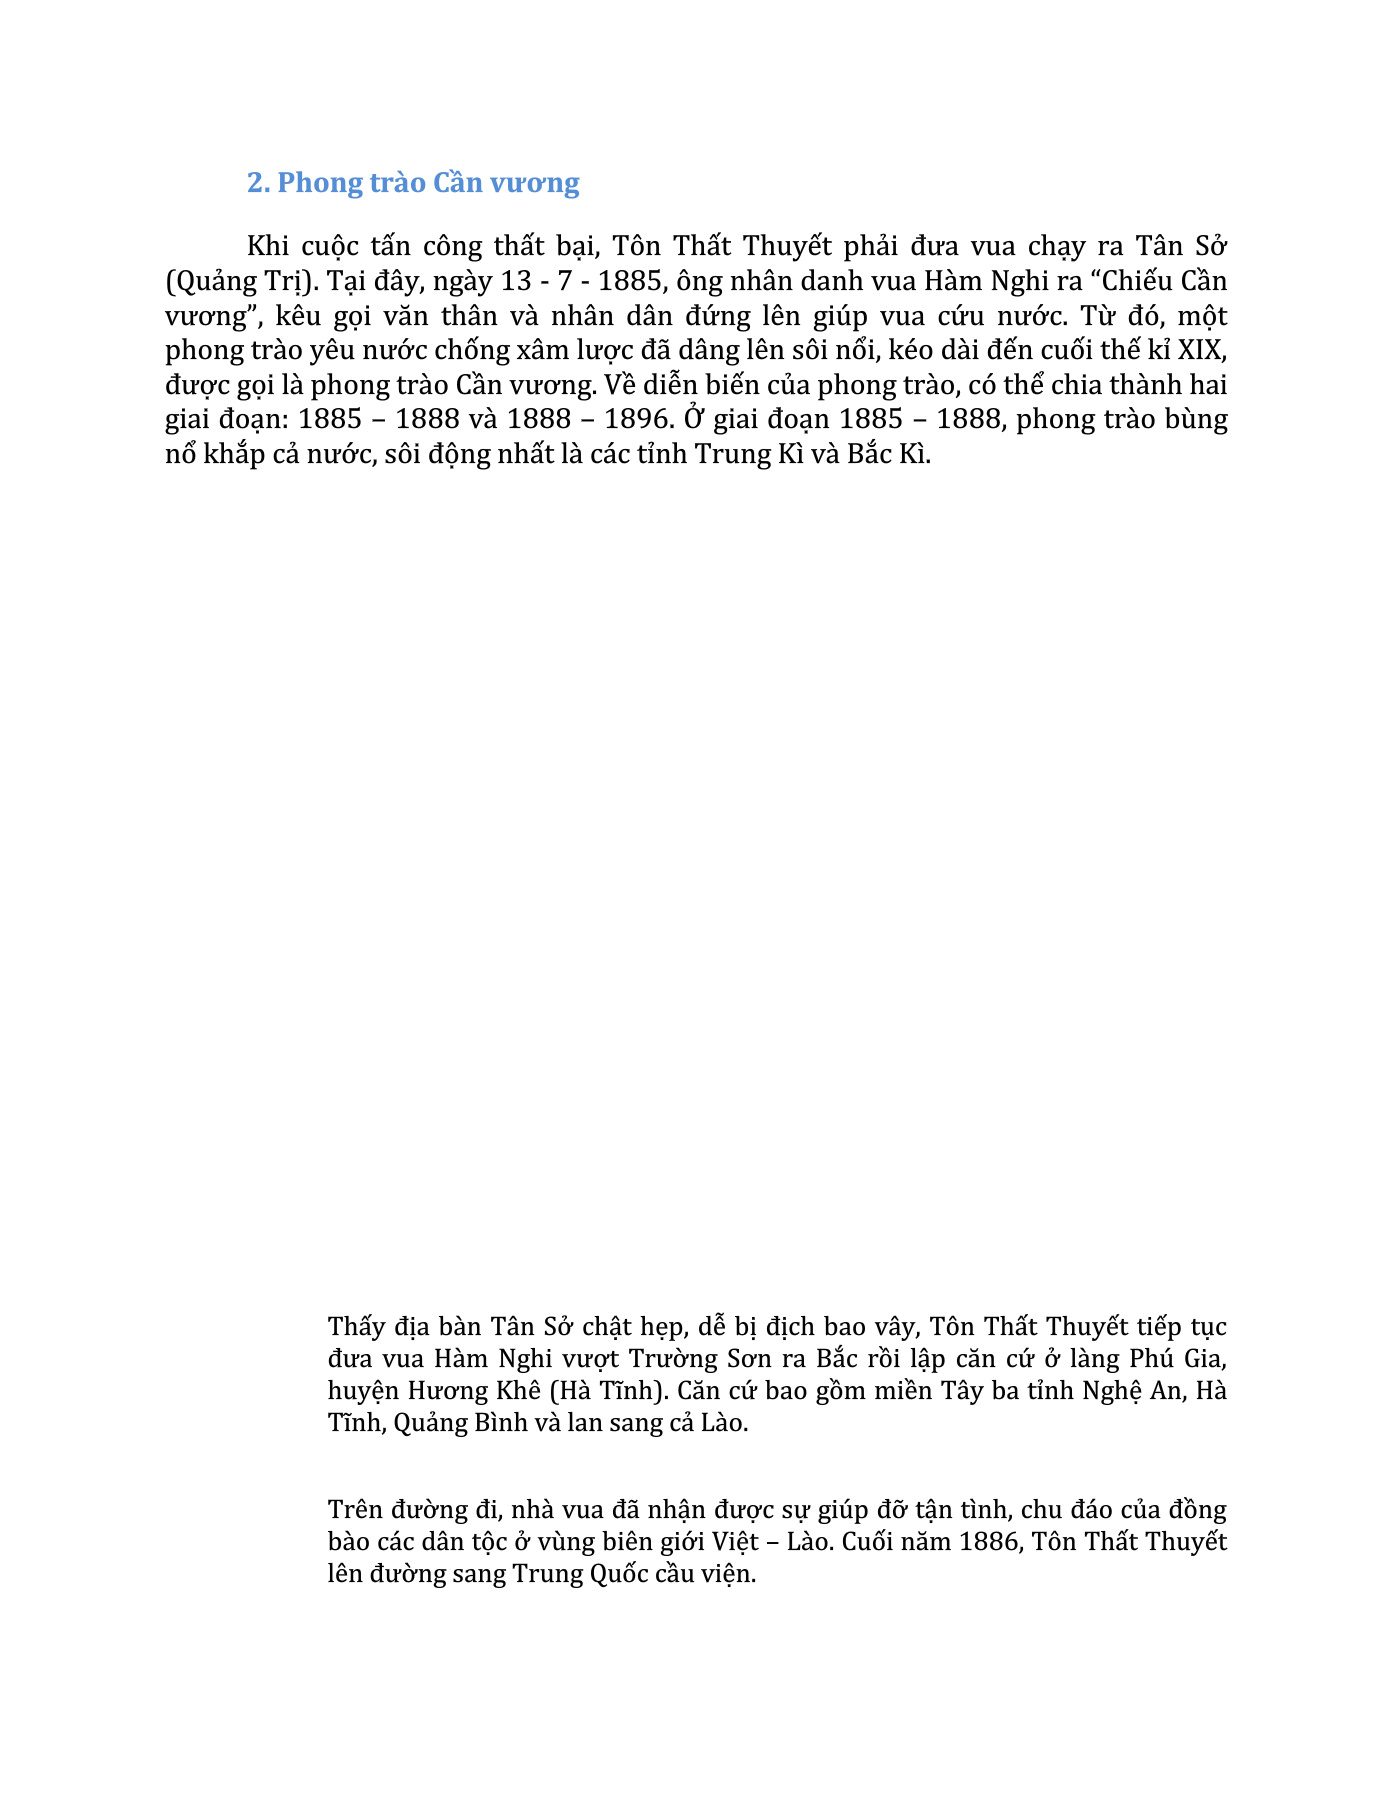 2. Phong trào Cần vương
Khi cuộc tấn công thất bại, Tôn Thất Thuyết phải đưa vua chạy ra Tân Sở
(Quảng Trị). Tại đây, ngày 13 - 7 - 1885, ông nhân danh vua Hàm Nghi ra “Chiếu Cần
vương”, kêu gọi văn thân và nhân dân đứng lên giúp vua cứu nước. Từ đó, một
phong trào yêu nước chống xâm lược đã dâng lên sôi nổi, kéo dài đến cuối thế kỉ XIX,
được gọi là phong trào Cần vương. Về diễn biến của phong trào, có thể chia thành hai
giai đoạn: 1885 – 1888 và 1888 – 1896. Ở giai đoạn 1885 – 1888, phong trào bùng
nổ khắp cả nước, sôi động nhất là các tỉnh Trung Kì và Bắc Kì.
Thấy địa bàn Tân Sở chật hẹp, dễ bị địch bao vây, Tôn Thất Thuyết tiếp tục
đưa vua Hàm Nghi vượt Trường Sơn ra Bắc rồi lập căn cứ ở làng Phú Gia,
huyện Hương Khê (Hà Tĩnh). Căn cứ bao gồm miền Tây ba tỉnh Nghệ An, Hà
Tĩnh, Quảng Bình và lan sang cả Lào.
Trên đường đi, nhà vua đã nhận được sự giúp đỡ tận tình, chu đáo của đồng
bào các dân tộc ở vùng biên giới Việt – Lào. Cuối năm 1886, Tôn Thất Thuyết
lên đường sang Trung Quốc cầu viện.